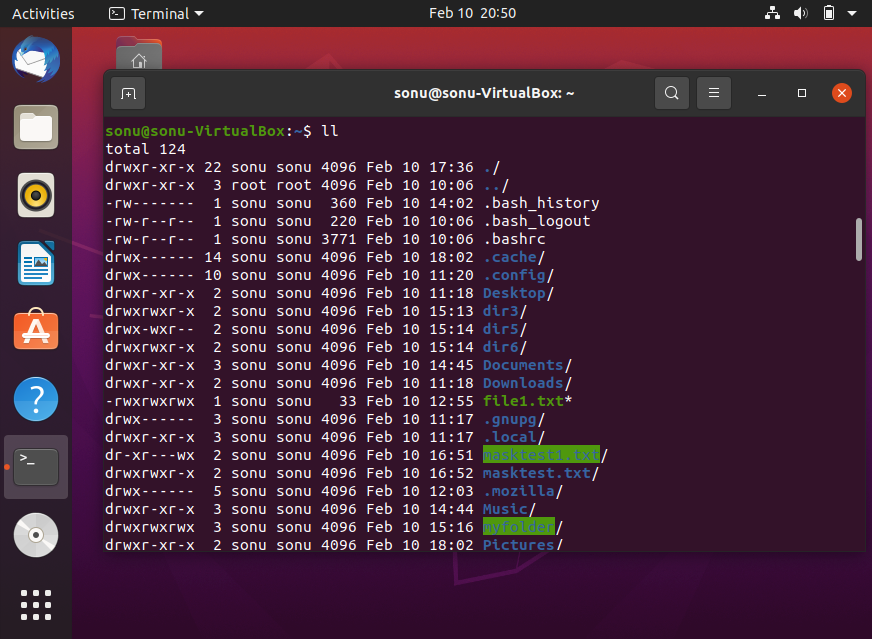 Activities Terminal Feb 10 20:50
sonu@sonu-VirtualBox: ~
sonu@sonu-VirtualBox:~$ ll
total 124
drwxr-xr-x 22 sonu sonu 4096 Feb 10 17:36 ./
drwxr-xr-x  3 root root 4096 Feb 10 10:06 ../
-rw-------  1 sonu sonu  360 Feb 10 14:02 .bash_history
-rw-r--r--  1 sonu sonu  220 Feb 10 10:06 .bash_logout
-rw-r--r--  1 sonu sonu 3771 Feb 10 10:06 .bashrc
drwx------ 14 sonu sonu 4096 Feb 10 18:02 .cache/
drwx------ 10 sonu sonu 4096 Feb 10 11:20 .config/
drwxr-xr-x  2 sonu sonu 4096 Feb 10 11:18 Desktop/
drwxrwxr-x  2 sonu sonu 4096 Feb 10 15:13 dir3/
drwx-wxr--  2 sonu sonu 4096 Feb 10 15:14 dir5/
drwxrwxr-x  2 sonu sonu 4096 Feb 10 15:14 dir6/
drwxr-xr-x  3 sonu sonu 4096 Feb 10 14:45 Documents/
drwxr-xr-x  2 sonu sonu 4096 Feb 10 11:18 Downloads/
-rwxrwxrwx  1 sonu sonu   33 Feb 10 12:55 file1.txt*
drwx------  3 sonu sonu 4096 Feb 10 11:17 .gnupg/
drwxr-xr-x  3 sonu sonu 4096 Feb 10 11:17 .local/
dr-xr---wx  2 sonu sonu 4096 Feb 10 16:51 masktest1.txt/
drwxrwxr-x  2 sonu sonu 4096 Feb 10 16:52 masktest.txt/
drwx------  5 sonu sonu 4096 Feb 10 12:03 .mozilla/
drwxr-xr-x  3 sonu sonu 4096 Feb 10 14:44 Music/
drwxrwxrwx  3 sonu sonu 4096 Feb 10 15:16 myfolder/
drwxr-xr-x  2 sonu sonu 4096 Feb 10 18:02 Pictures/